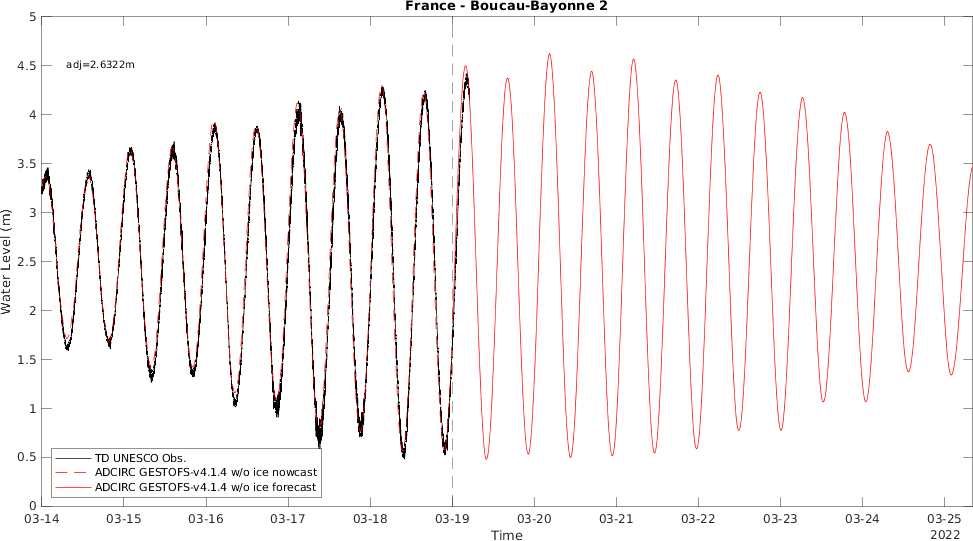 France - Boucau-Bayonne 2
adj=2.6322m
Water Level (m)
5
4.5
4
3.5
3
2.5
2
1.5
1
0.5
0
TD UNESCO Obs.
ADCIRC GESTOFS-v4.1.4 w/o ice nowcast
ADCIRC GESTOFS-v4.1.4 w/o ice forecast
03-14 03-15 03-16 03-17 03-18 03-19 03-20 03-21 03-22 03-23 03-24 03-25
Time
2022